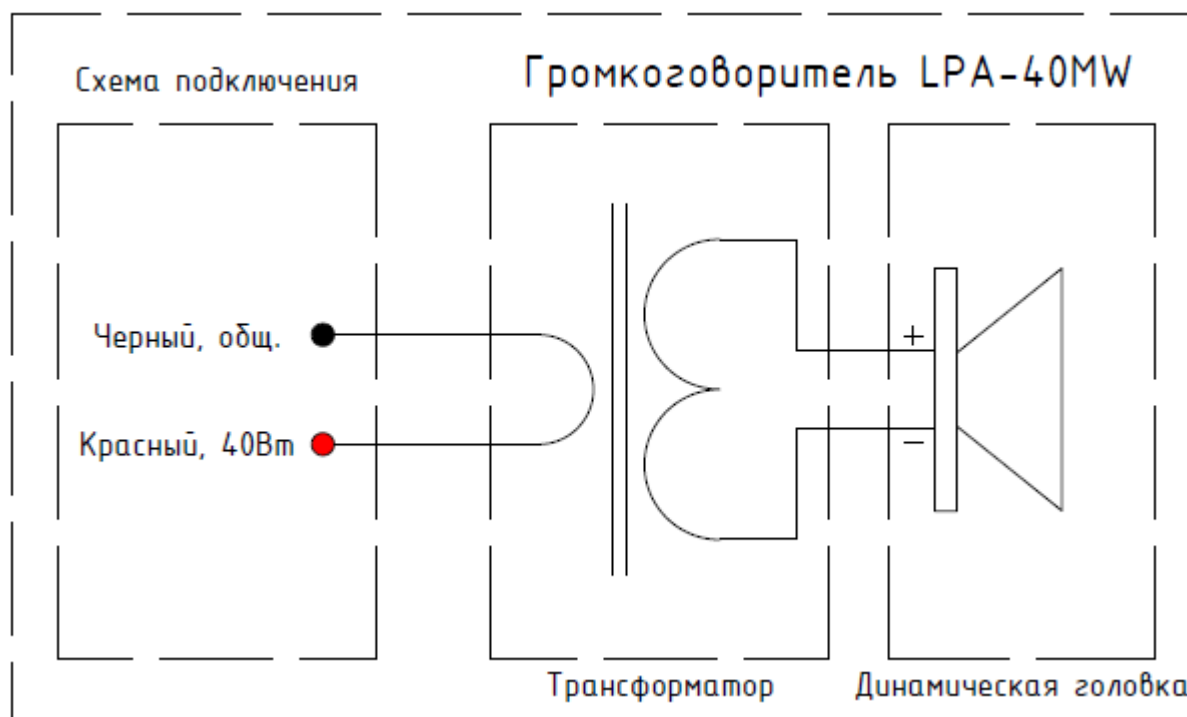 Схема подключения
Громкоговоритель LPA-40MW
Черный, общ.
Красный, 40Вт
+
−
Трансформатор
Динамическая головка